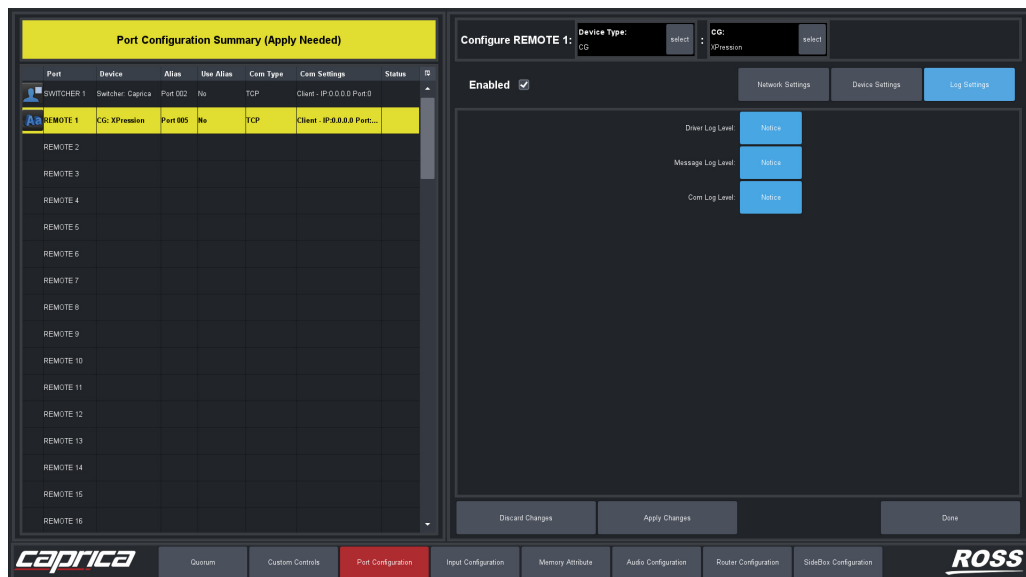 Port Configuration Summary (Apply Needed)
Port Device Alias Use Alias Com Type Com Settings Status
SWITCHER 1 Switcher: Caprica Port 002 No TCP Client - IP:0.0.0.0 Port:0
Aa REMOTE 1 CG: XPression Port 005 No TCP Client - IP:0.0.0.0 Port:...
REMOTE 2
REMOTE 3
REMOTE 4
REMOTE 5
REMOTE 6
REMOTE 7
REMOTE 8
REMOTE 9
REMOTE 10
REMOTE 11
REMOTE 12
REMOTE 13
REMOTE 14
REMOTE 15
REMOTE 16
Configure REMOTE 1: Device Type: CG select : CG: XPression select
Enabled Network Settings Device Settings Log Settings
Driver Log Level: Notice
Message Log Level: Notice
Com Log Level: Notice
Discard Changes Apply Changes Done
caprica Quorum Custom Controls Port Configuration Input Configuration Memory Attribute Audio Configuration Router Configuration SideBox Configuration ROSS